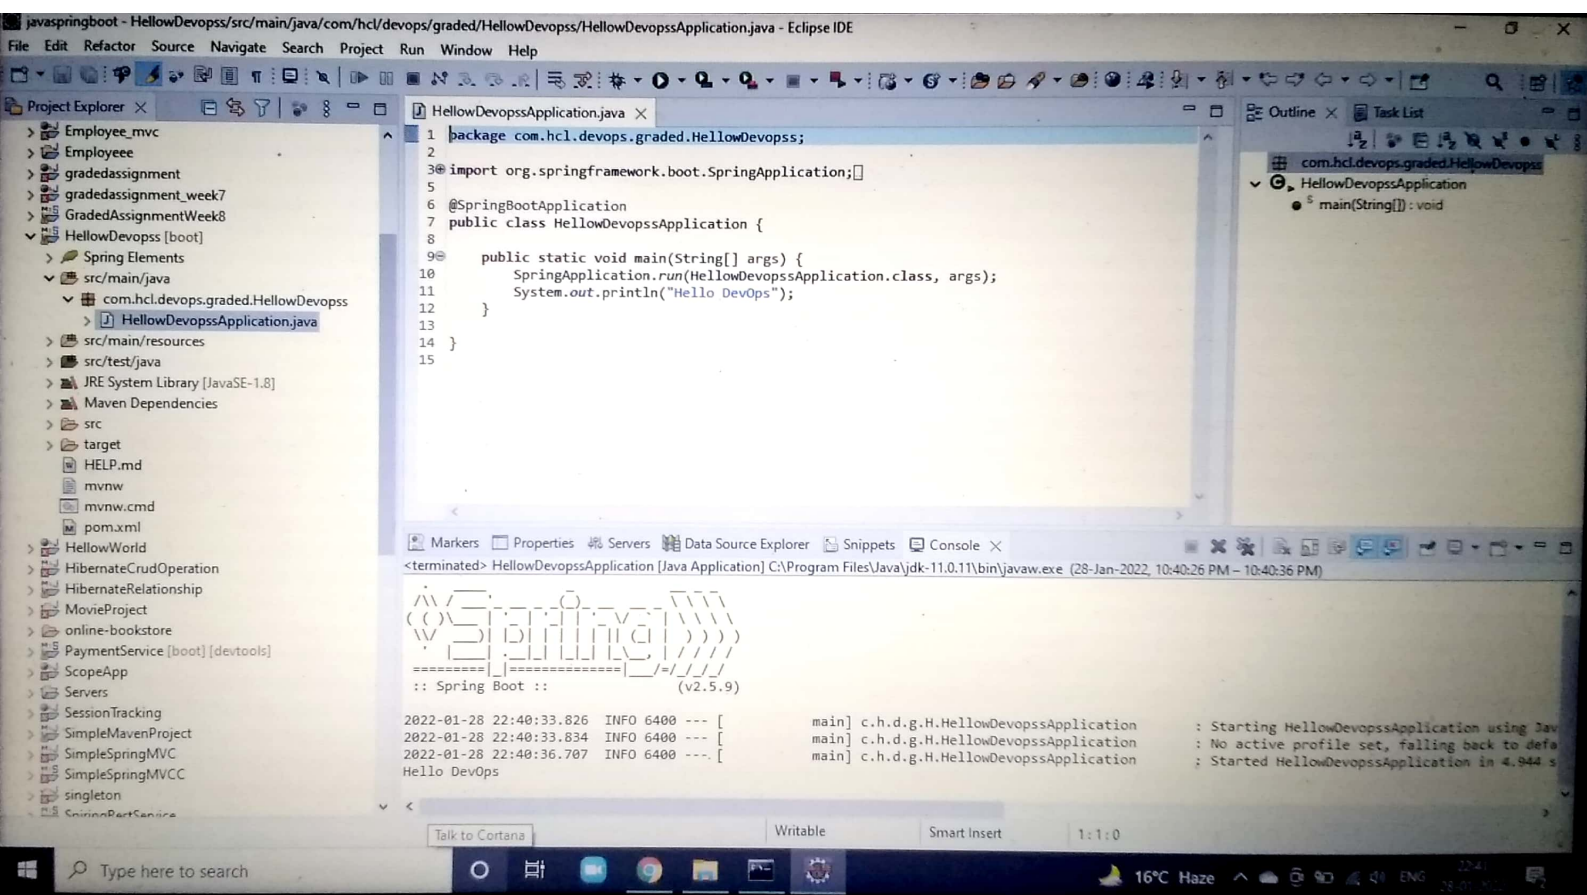 javaspringboot - HellowDevopss/src/main/java/com/hcl/devops/graded/HellowDevopss/HellowDevopssApplication.java - Eclipse IDE
File Edit Refactor Source Navigate Search Project Run Window Help
Project Explorer
Employee_mvc
Employeee
gradedassignment
gradedassignment_week7
GradedAssignmentWeek8
HellowDevopss [boot]
Spring Elements
src/main/java
com.hcl.devops.graded.HellowDevopss
HellowDevopssApplication.java
src/main/resources
src/test/java
JRE System Library [JavaSE-1.8]
Maven Dependencies
src
target
HELP.md
mvnw
mvnw.cmd
pom.xml
HellowWorld
HibernateCrudOperation
HibernateRelationship
MovieProject
online-bookstore
PaymentService [boot] [devtools]
ScopeApp
Servers
SessionTracking
SimpleMavenProject
SimpleSpringMVC
SimpleSpringMVCC
singleton
HellowDevopssApplication.java
1 package com.hcl.devops.graded.HellowDevopss;
2
3 import org.springframework.boot.SpringApplication;
5
6 @SpringBootApplication
7 public class HellowDevopssApplication {
8
9 public static void main(String[] args) {
10 SpringApplication.run(HellowDevopssApplication.class, args);
11 System.out.println("Hello DevOps");
12 }
13
14 }
15
Outline Task List
com.hcl.devops.graded.HellowDevopss
HellowDevopssApplication
main(String[]) : void
Markers Properties Servers Data Source Explorer Snippets Console
<terminated> HellowDevopssApplication [Java Application] C:\Program Files\Java\jdk-11.0.11\bin\javaw.exe (28-Jan-2022, 10:40:26 PM – 10:40:36 PM)
Spring
:: Spring Boot :: (v2.5.9)
2022-01-28 22:40:33.826 INFO 6400 --- [ main] c.h.d.g.H.HellowDevopssApplication : Starting HellowDevopssApplication using Jav
2022-01-28 22:40:33.834 INFO 6400 --- [ main] c.h.d.g.H.HellowDevopssApplication : No active profile set, falling back to defa
2022-01-28 22:40:36.707 INFO 6400 --- [ main] c.h.d.g.H.HellowDevopssApplication : Started HellowDevopssApplication in 4.944 s
Hello DevOps
Talk to Cortana
Writable Smart Insert 1:1:0
Type here to search
16°C Haze ENG
22:41